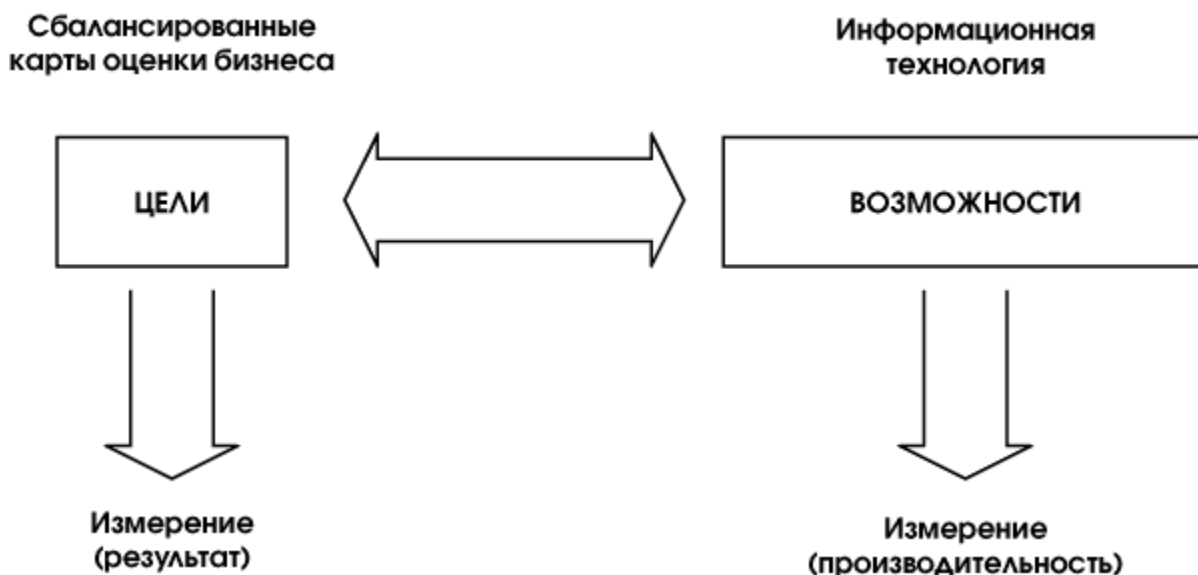 Сбалансированные
карты оценки бизнеса
Информационная
технология
ЦЕЛИ
ВОЗМОЖНОСТИ
Измерение
(результат)
Измерение
(производительность)